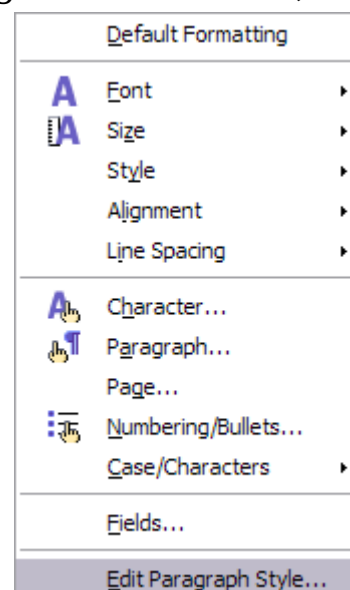 Default Formatting
Font
Size
Style
Alignment
Line Spacing
Character...
Paragraph...
Page...
Numbering/Bullets...
Case/Characters
Fields...
Edit Paragraph Style...